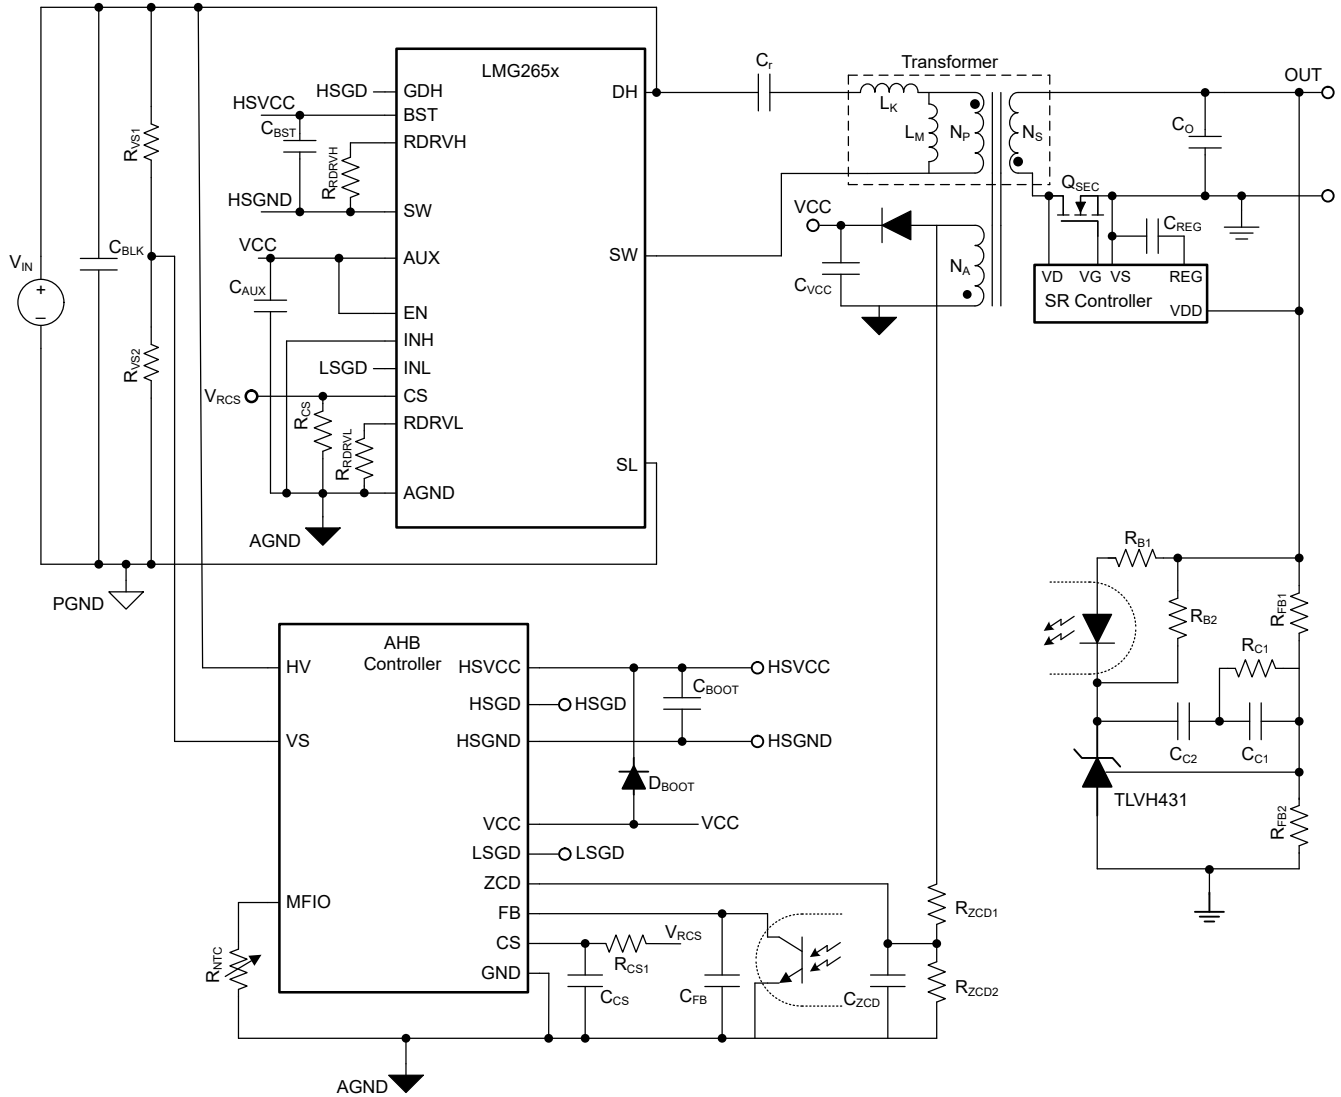 LMG265x
HSGD
GDH
HSVCC
BST
CBST
RDRVH
RRDRVH
HSGND
SW
VCC
AUX
CAUX
EN
INH
LSGD
INL
VRCS
CS
RCS
RDRVL
RRDRVL
AGND
AGND
DH
SW
SL
VIN
+
–
CBLK
RVS1
RVS2
PGND
Cr
Transformer
LK
LM
NP
NS
NA
VCC
CVCC
OUT
CO
QSEC
CREG
VD
VG
VS
REG
SR Controller
VDD
RB1
RB2
RFB1
RC1
CC2
CC1
TLVH431
RFB2
AHB
Controller
HV
VS
MFIO
RNTC
HSVCC
HSVCC
CBOOT
HSGD
HSGD
HSGND
HSGND
DBOOT
VCC
VCC
LSGD
LSGD
ZCD
FB
CS
VRCS
RCS1
GND
CCS
CFB
CZCD
RZCD1
RZCD2
AGND